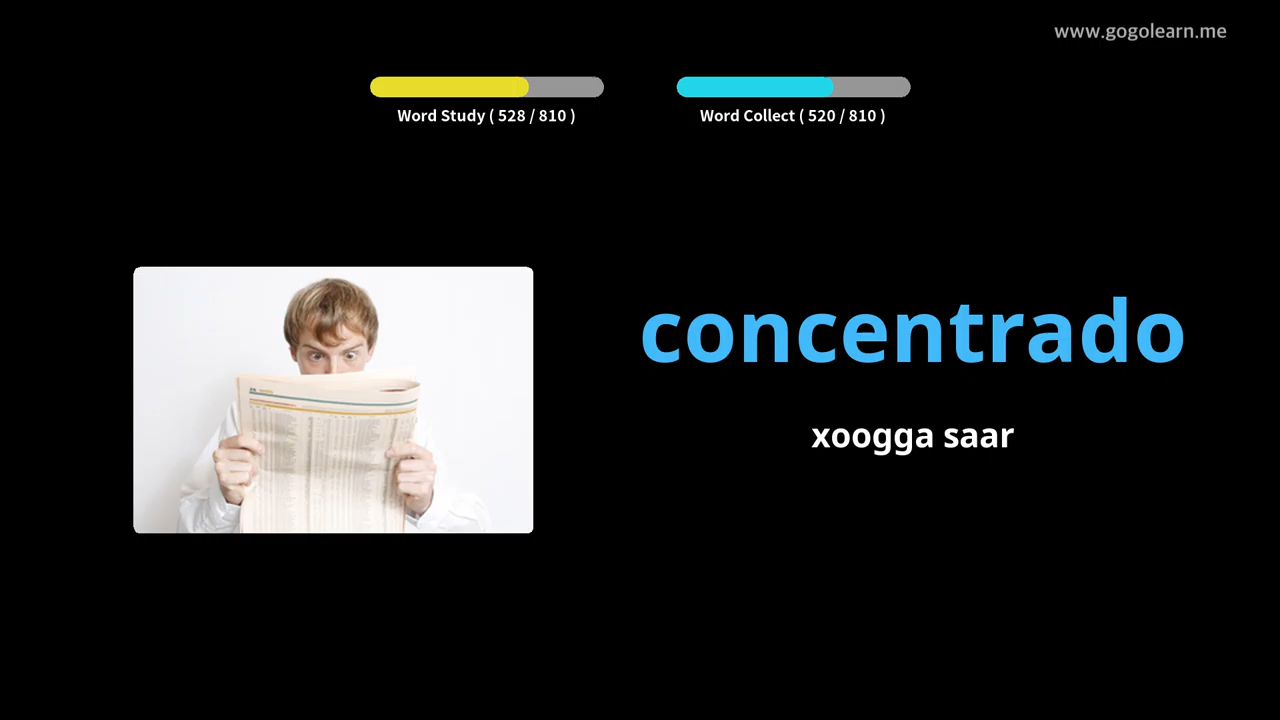 www.gogolearn.me
Word Study ( 528 / 810 )
Word Collect ( 520 / 810 )
concentrado
xoogga saar